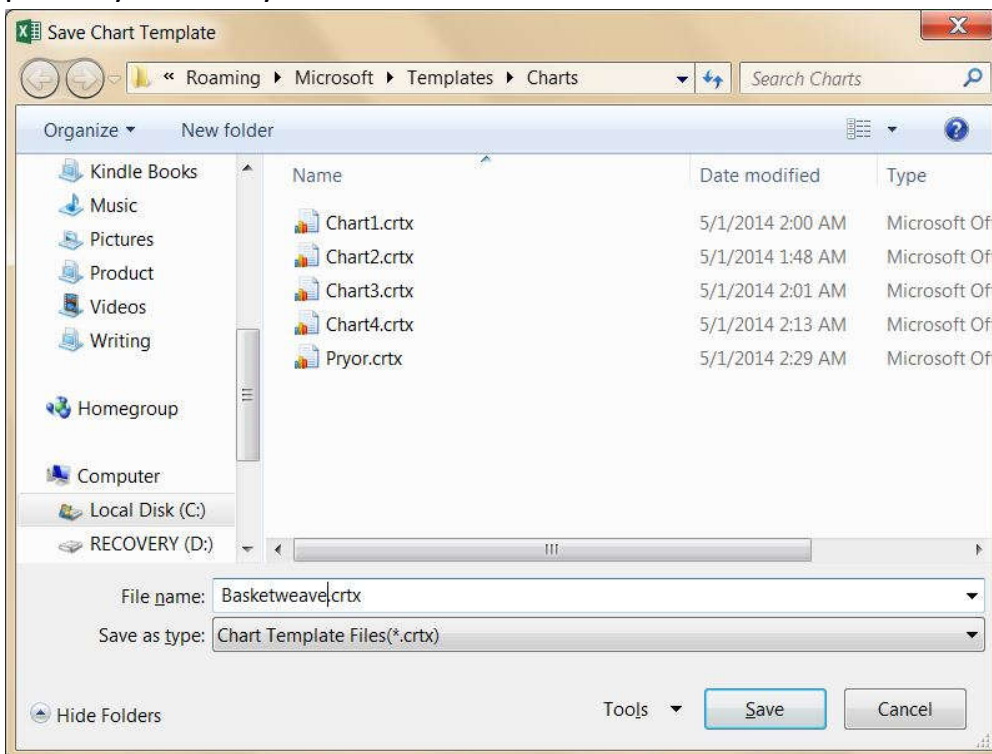 Save Chart Template
« Roaming ▸ Microsoft ▸ Templates ▸ Charts
Search Charts
Organize ▾ New folder
Name Date modified Type
Kindle Books
Music
Pictures
Product
Videos
Writing
Homegroup
Computer
Local Disk (C:)
RECOVERY (D:)
Chart1.crtx 5/1/2014 2:00 AM Microsoft Of
Chart2.crtx 5/1/2014 1:48 AM Microsoft Of
Chart3.crtx 5/1/2014 2:01 AM Microsoft Of
Chart4.crtx 5/1/2014 2:13 AM Microsoft Of
Pryor.crtx 5/1/2014 2:29 AM Microsoft Of
File name: Basketweave.crtx
Save as type: Chart Template Files(*.crtx)
Hide Folders
Tools ▾ Save Cancel